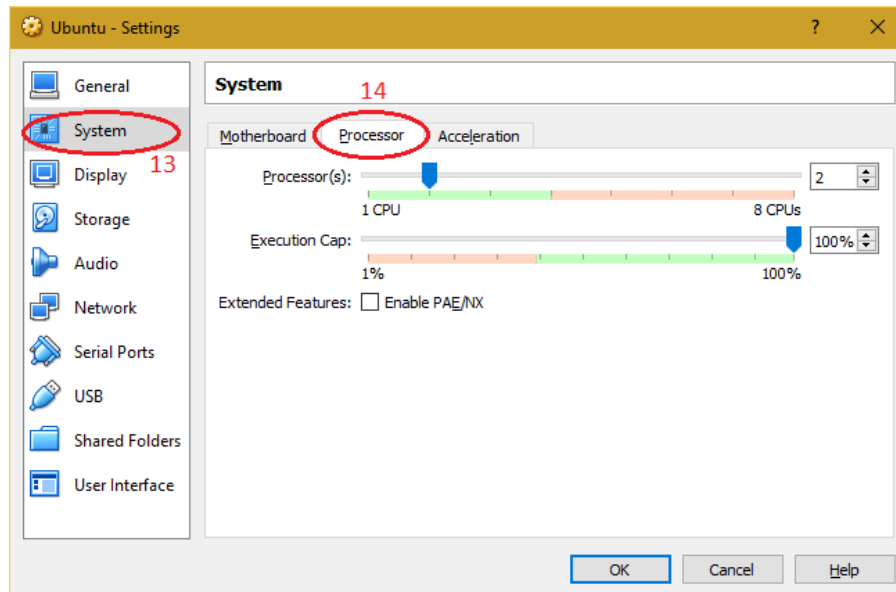 Ubuntu - Settings
?
General
System
Display
Storage
Audio
Network
Serial Ports
USB
Shared Folders
User Interface
13
System
14
Motherboard Processor Acceleration
Processor(s): 2
1 CPU 8 CPUs
Execution Cap: 100%
1% 100%
Extended Features: Enable PAE/NX
OK Cancel Help